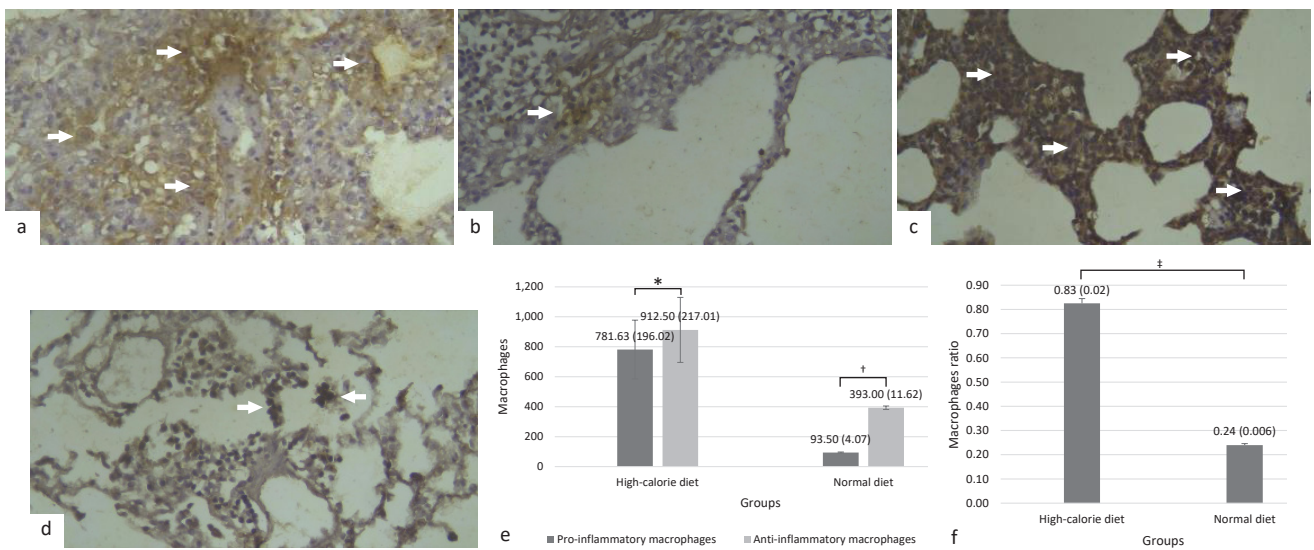 a
b
c
d
1,200
1,000
800
600
400
200
0
Macrophages
*
912.50 (217.01)
781.63 (196.02)
†
393.00 (11.62)
93.50 (4.07)
High-calorie diet
Normal diet
Groups
e
Pro-inflammatory macrophages
Anti-inflammatory macrophages
0.90
0.80
0.70
0.60
0.50
0.40
0.30
0.20
0.10
0.00
Macrophages ratio
‡
0.83 (0.02)
0.24 (0.006)
High-calorie diet
Normal diet
Groups
f